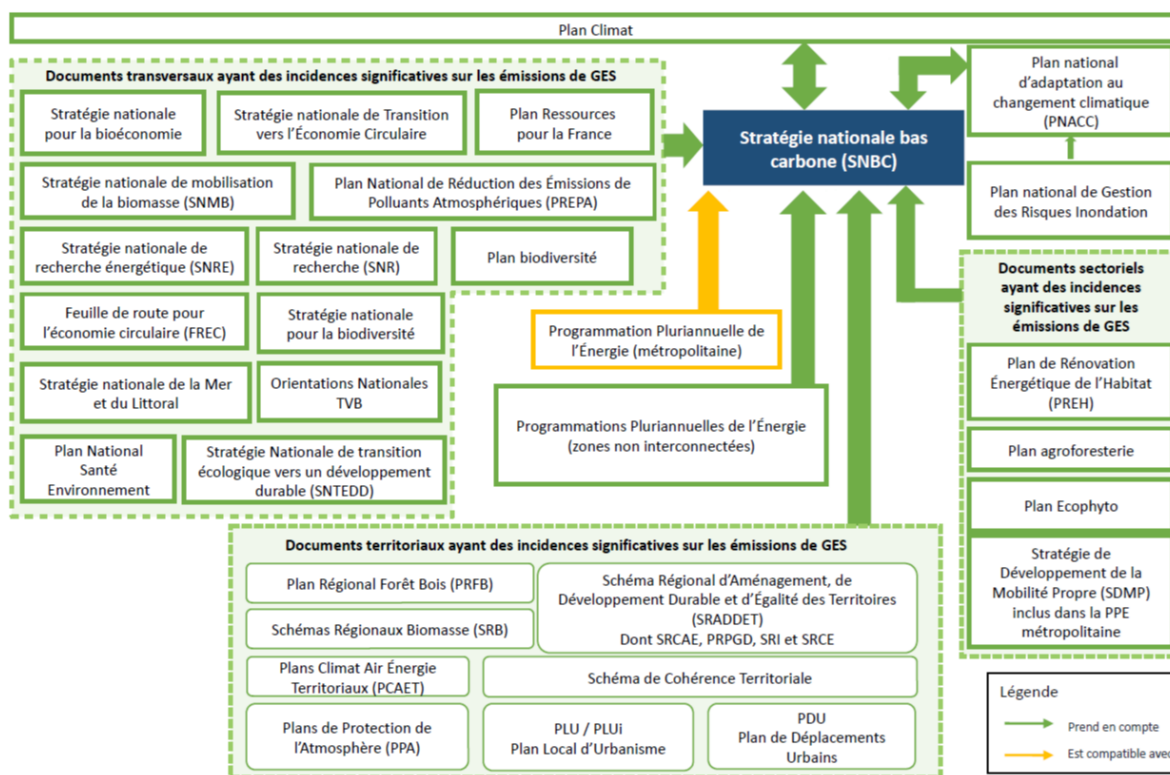 Plan Climat
Documents transversaux ayant des incidences significatives sur les émissions de GES
Stratégie nationale
pour la bioéconomie
Stratégie nationale de Transition
vers l'Économie Circulaire
Plan Ressources
pour la France
Stratégie nationale de mobilisation
de la biomasse (SNMB)
Plan National de Réduction des Émissions de
Polluants Atmosphériques (PREPA)
Stratégie nationale de
recherche énergétique (SNRE)
Stratégie nationale de
recherche (SNR)
Plan biodiversité
Feuille de route pour
l'économie circulaire (FREC)
Stratégie nationale
pour la biodiversité
Stratégie nationale de la Mer
et du Littoral
Orientations Nationales
TVB
Plan National
Santé
Environnement
Stratégie Nationale de transition
écologique vers un développement
durable (SNTEDD)
Stratégie nationale bas
carbone (SNBC)
Plan national
d'adaptation au
changement climatique
(PNACC)
Plan national de Gestion
des Risques Inondation
Programmation Pluriannuelle de
l'Énergie (métropolitaine)
Programmations Pluriannuelles de l'Énergie
(zones non interconnectées)
Documents sectoriels
ayant des incidences
significatives sur les
émissions de GES
Plan de Rénovation
Énergétique de l'Habitat
(PREH)
Plan agroforesterie
Plan Ecophyto
Stratégie de
Développement de la
Mobilité Propre (SDMP)
inclus dans la PPE
métropolitaine
Documents territoriaux ayant des incidences significatives sur les émissions de GES
Plan Régional Forêt Bois (PRFB)
Schémas Régionaux Biomasse (SRB)
Schéma Régional d'Aménagement, de
Développement Durable et d'Égalité des Territoires
(SRADDET)
Dont SRCAE, PRPGD, SRI et SRCE
Plans Climat Air Énergie
Territoriaux (PCAET)
Schéma de Cohérence Territoriale
Plans de Protection de
l'Atmosphère (PPA)
PLU / PLUi
Plan Local d'Urbanisme
PDU
Plan de Déplacements
Urbains
Légende
Prend en compte
Est compatible avec